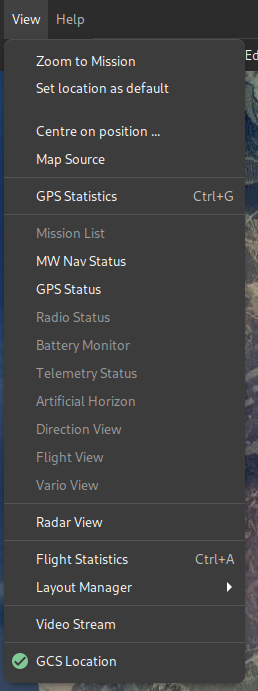 View Help
Ed
Zoom to Mission
Set location as default
Centre on position ...
Map Source
GPS Statistics Ctrl+G
Mission List
MW Nav Status
GPS Status
Radio Status
Battery Monitor
Telemetry Status
Artificial Horizon
Direction View
Flight View
Vario View
Radar View
Flight Statistics Ctrl+A
Layout Manager
Video Stream
GCS Location